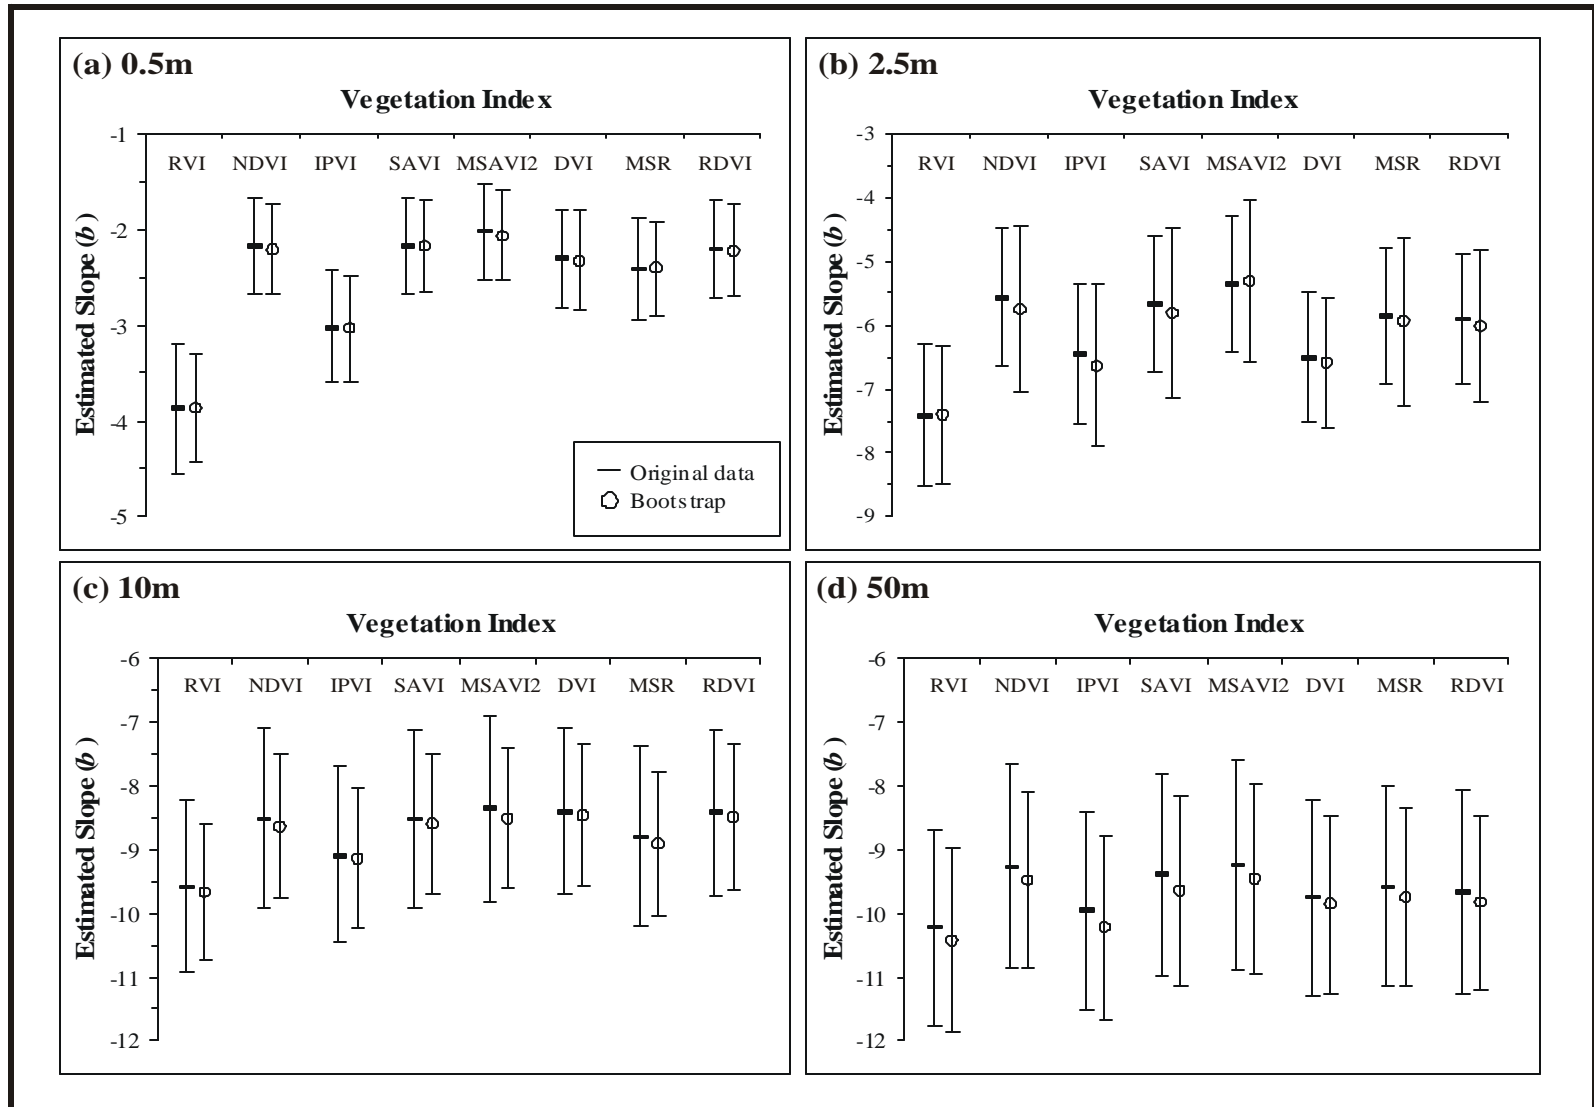 (a) 0.5m
Vegetation Index
Estimated Slope (b)
-1
-2
-3
-4
-5
RVI NDVI IPVI SAVI MSAVI2 DVI MSR RDVI
Original data
Bootstrap
(b) 2.5m
Vegetation Index
Estimated Slope (b)
-3
-4
-5
-6
-7
-8
-9
RVI NDVI IPVI SAVI MSAVI2 DVI MSR RDVI
(c) 10m
Vegetation Index
Estimated Slope (b)
-6
-7
-8
-9
-10
-11
-12
RVI NDVI IPVI SAVI MSAVI2 DVI MSR RDVI
(d) 50m
Vegetation Index
Estimated Slope (b)
-6
-7
-8
-9
-10
-11
-12
RVI NDVI IPVI SAVI MSAVI2 DVI MSR RDVI